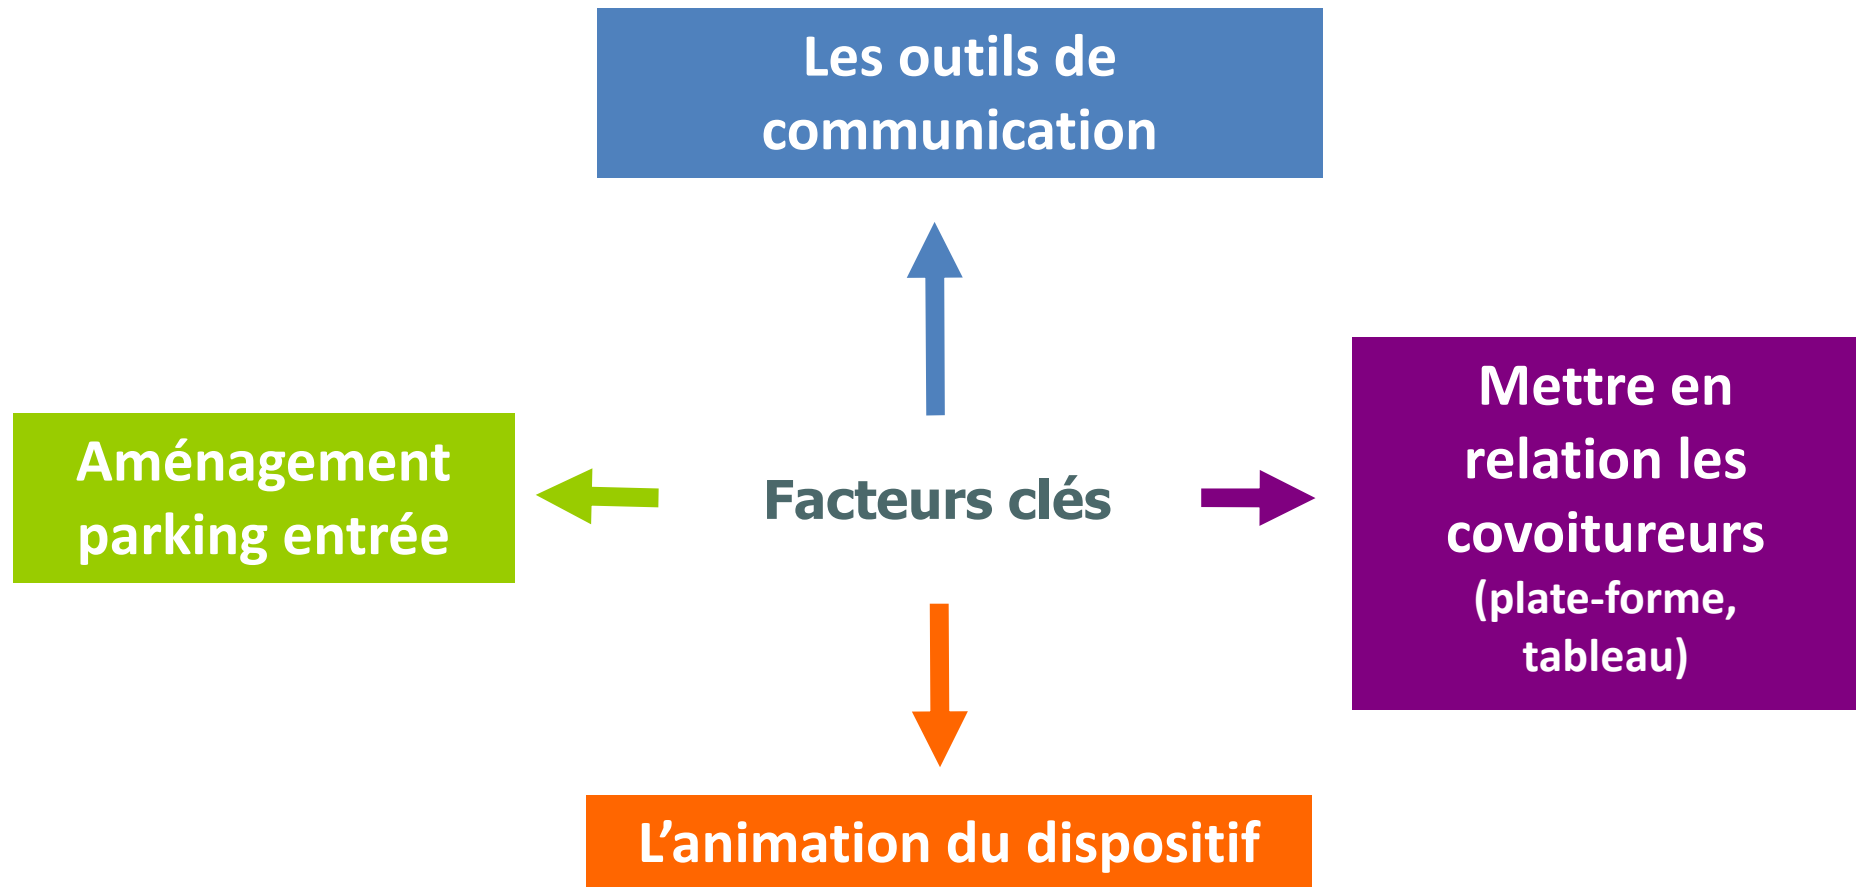 Les outils de
communication
Aménagement
parking entrée
Facteurs clés
Mettre en
relation les
covoitureurs
(plate-forme,
tableau)
L’animation du dispositif